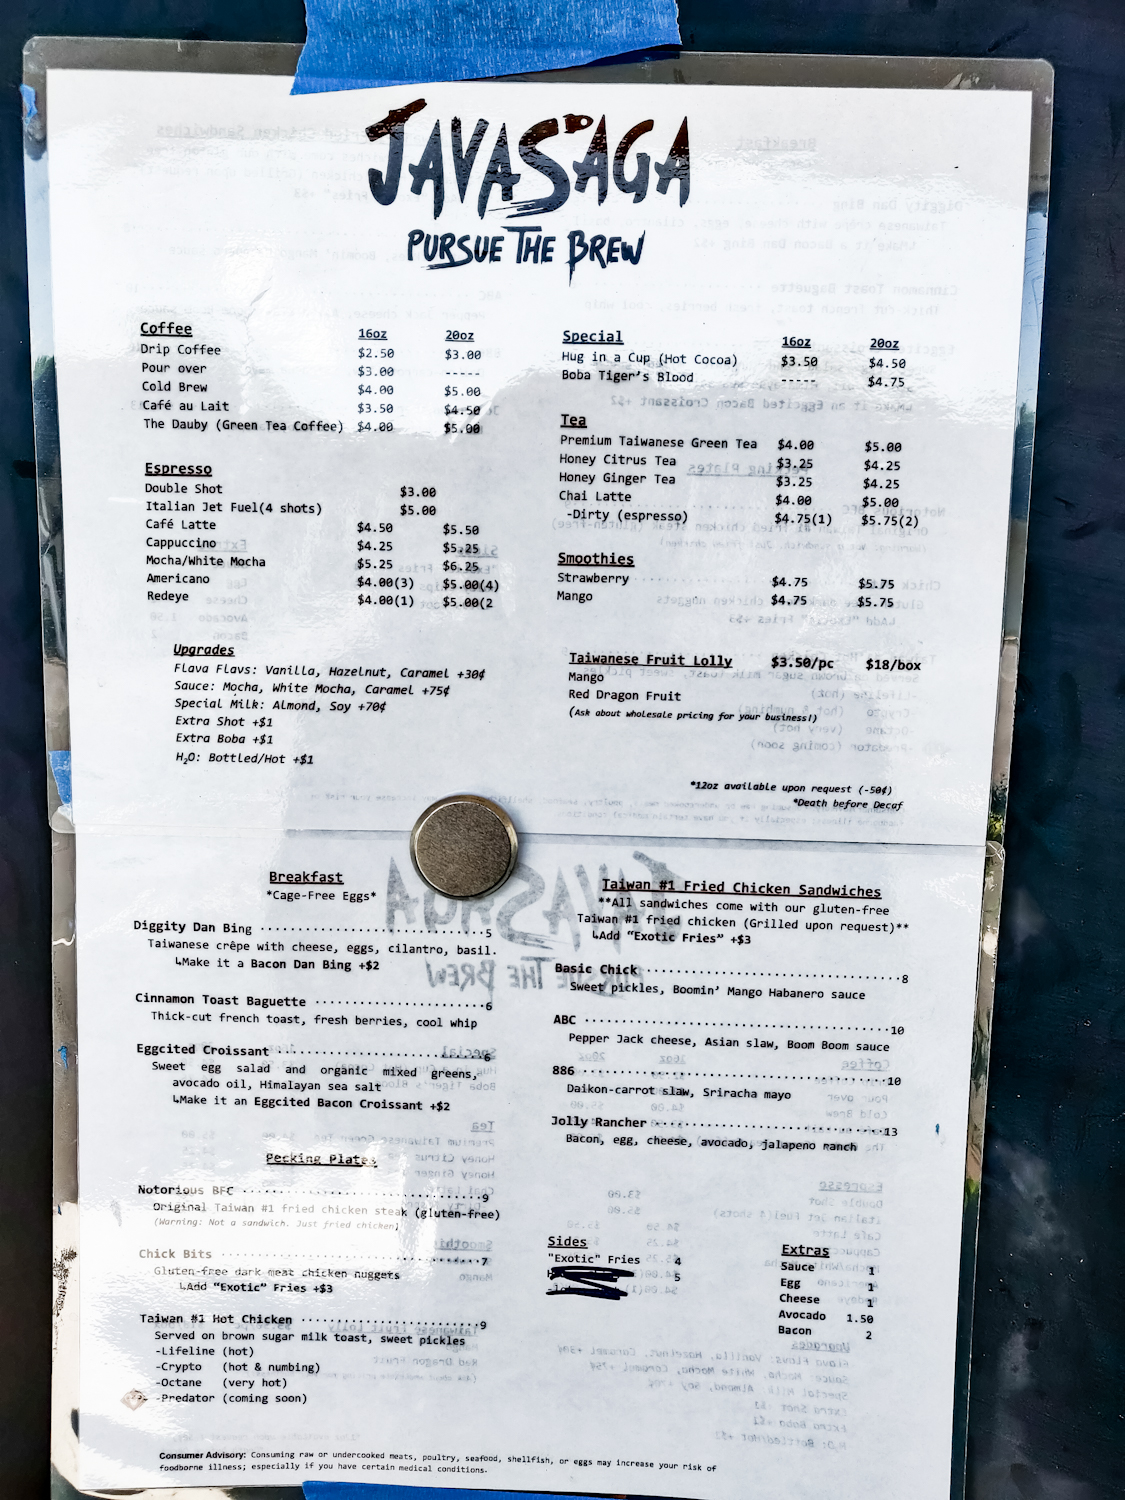 JAVASAGA
PURSUE THE BREW
Coffee 16oz 20oz
Drip Coffee $2.50 $3.00
Pour over $3.00 -----
Cold Brew $4.00 $5.00
Café au Lait $3.50 $4.50
The Dauby (Green Tea Coffee) $4.00 $5.00
Espresso
Double Shot $3.00
Italian Jet Fuel(4 shots) $5.00
Café Latte $4.50 $5.50
Cappuccino $4.25 $5.25
Mocha/White Mocha $5.25 $6.25
Americano $4.00(3) $5.00(4)
Redeye $4.00(1) $5.00(2
Upgrades
Flava Flavs: Vanilla, Hazelnut, Caramel +30¢
Sauce: Mocha, White Mocha, Caramel +75¢
Special Milk: Almond, Soy +70¢
Extra Shot +$1
Extra Boba +$1
H₂O: Bottled/Hot +$1
Special 16oz 20oz
Hug in a Cup (Hot Cocoa) $3.50 $4.50
Boba Tiger's Blood ----- $4.75
Tea
Premium Taiwanese Green Tea $4.00 $5.00
Honey Citrus Tea $3.25 $4.25
Honey Ginger Tea $3.25 $4.25
Chai Latte $4.00 $5.00
-Dirty (espresso) $4.75(1) $5.75(2)
Smoothies
Strawberry $4.75 $5.75
Mango $4.75 $5.75
Taiwanese Fruit Lolly $3.50/pc $18/box
Mango
Red Dragon Fruit
(Ask about wholesale pricing for your business!)
*12oz available upon request (-50¢)
*Death before Decaf
Breakfast
*Cage-Free Eggs*
Diggity Dan Bing 5
Taiwanese crêpe with cheese, eggs, cilantro, basil.
↳Make it a Bacon Dan Bing +$2
Cinnamon Toast Baguette 6
Thick-cut french toast, fresh berries, cool whip
Eggcited Croissant 6
Sweet egg salad and organic mixed greens,
avocado oil, Himalayan sea salt
↳Make it an Eggcited Bacon Croissant +$2
Pecking Plates
Notorious BFC 9
Original Taiwan #1 fried chicken steak (gluten-free)
(Warning: Not a sandwich. Just fried chicken)
Chick Bits 7
Gluten-free dark meat chicken nuggets
↳Add "Exotic" Fries +$3
Taiwan #1 Hot Chicken 9
Served on brown sugar milk toast, sweet pickles
-Lifeline (hot)
-Crypto (hot & numbing)
-Octane (very hot)
-Predator (coming soon)
Taiwan #1 Fried Chicken Sandwiches
**All sandwiches come with our gluten-free
Taiwan #1 fried chicken (Grilled upon request)**
↳Add "Exotic Fries" +$3
Basic Chick 8
Sweet pickles, Boomin' Mango Habanero sauce
ABC 10
Pepper Jack cheese, Asian slaw, Boom Boom sauce
886 10
Daikon-carrot slaw, Sriracha mayo
Jolly Rancher 13
Bacon, egg, cheese, avocado, jalapeno ranch
Sides
"Exotic" Fries 4
5
Extras
Sauce 1
Egg 1
Cheese 1
Avocado 1.50
Bacon 2
Consumer Advisory: Consuming raw or undercooked meats, poultry, seafood, shellfish, or eggs may increase your risk of
foodborne illness; especially if you have certain medical conditions.